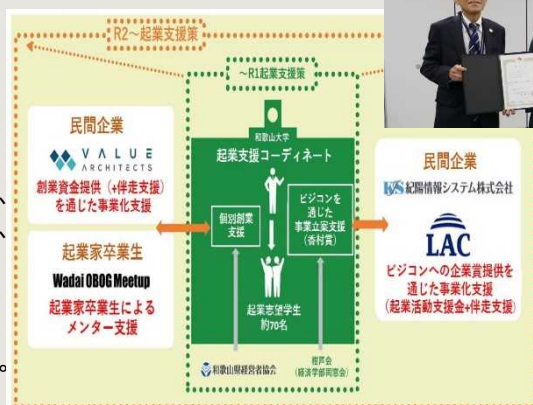 R2～起業支援策
～R1起業支援策
民間企業
VALUE
ARCHITECTS
創業資金提供（+伴走支援）
を通じた事業化支援
起業家卒業生
Wadai OBOG Meetup
起業家卒業生による
メンター支援
和歌山大学
起業支援コーディネート
個別創業
支援
ビジコンを
通じた
事業立案支援
（香村賞）
起業志望学生
約70名
和歌山県経営者協会
柑芦会
（経済学部同窓会）
民間企業
紀陽情報システム株式会社
LAC
ビジコンへの企業賞提供を
通じた事業化支援
（起業活動支援金+伴走支援）